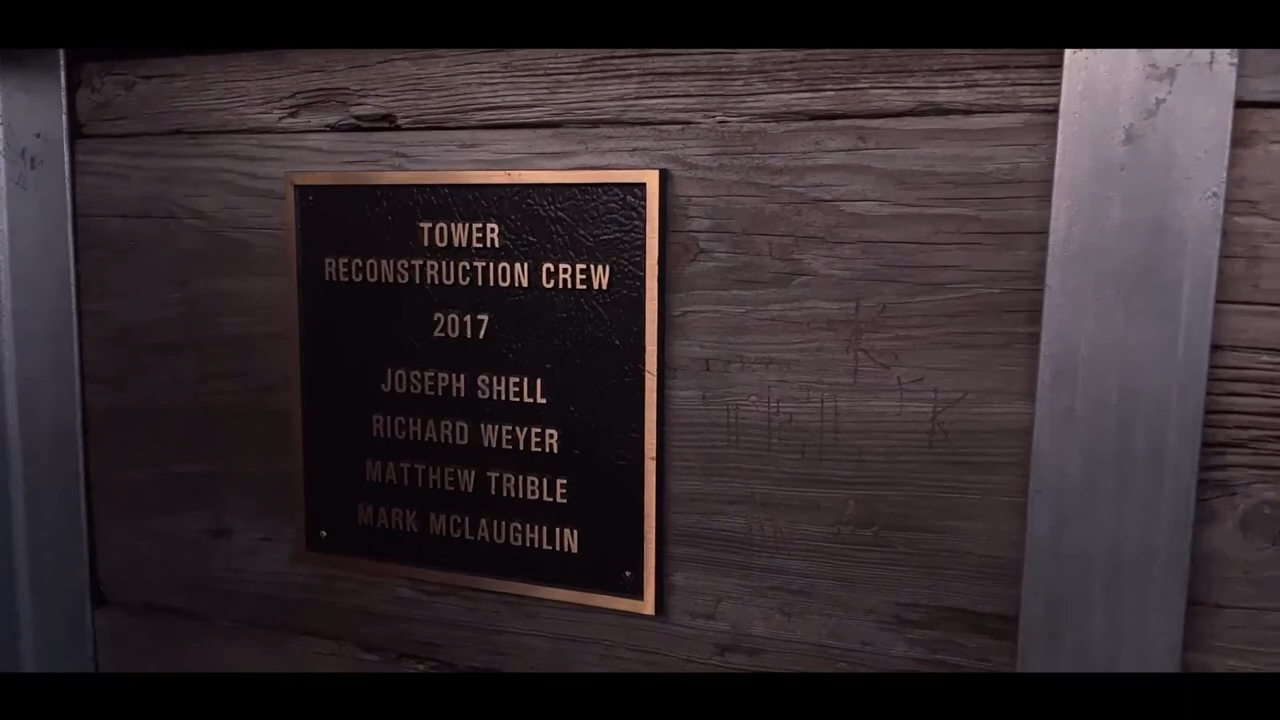 TOWER
RECONSTRUCTION CREW
2017
JOSEPH SHELL
RICHARD WEYER
MATTHEW TRIBLE
MARK MCLAUGHLIN